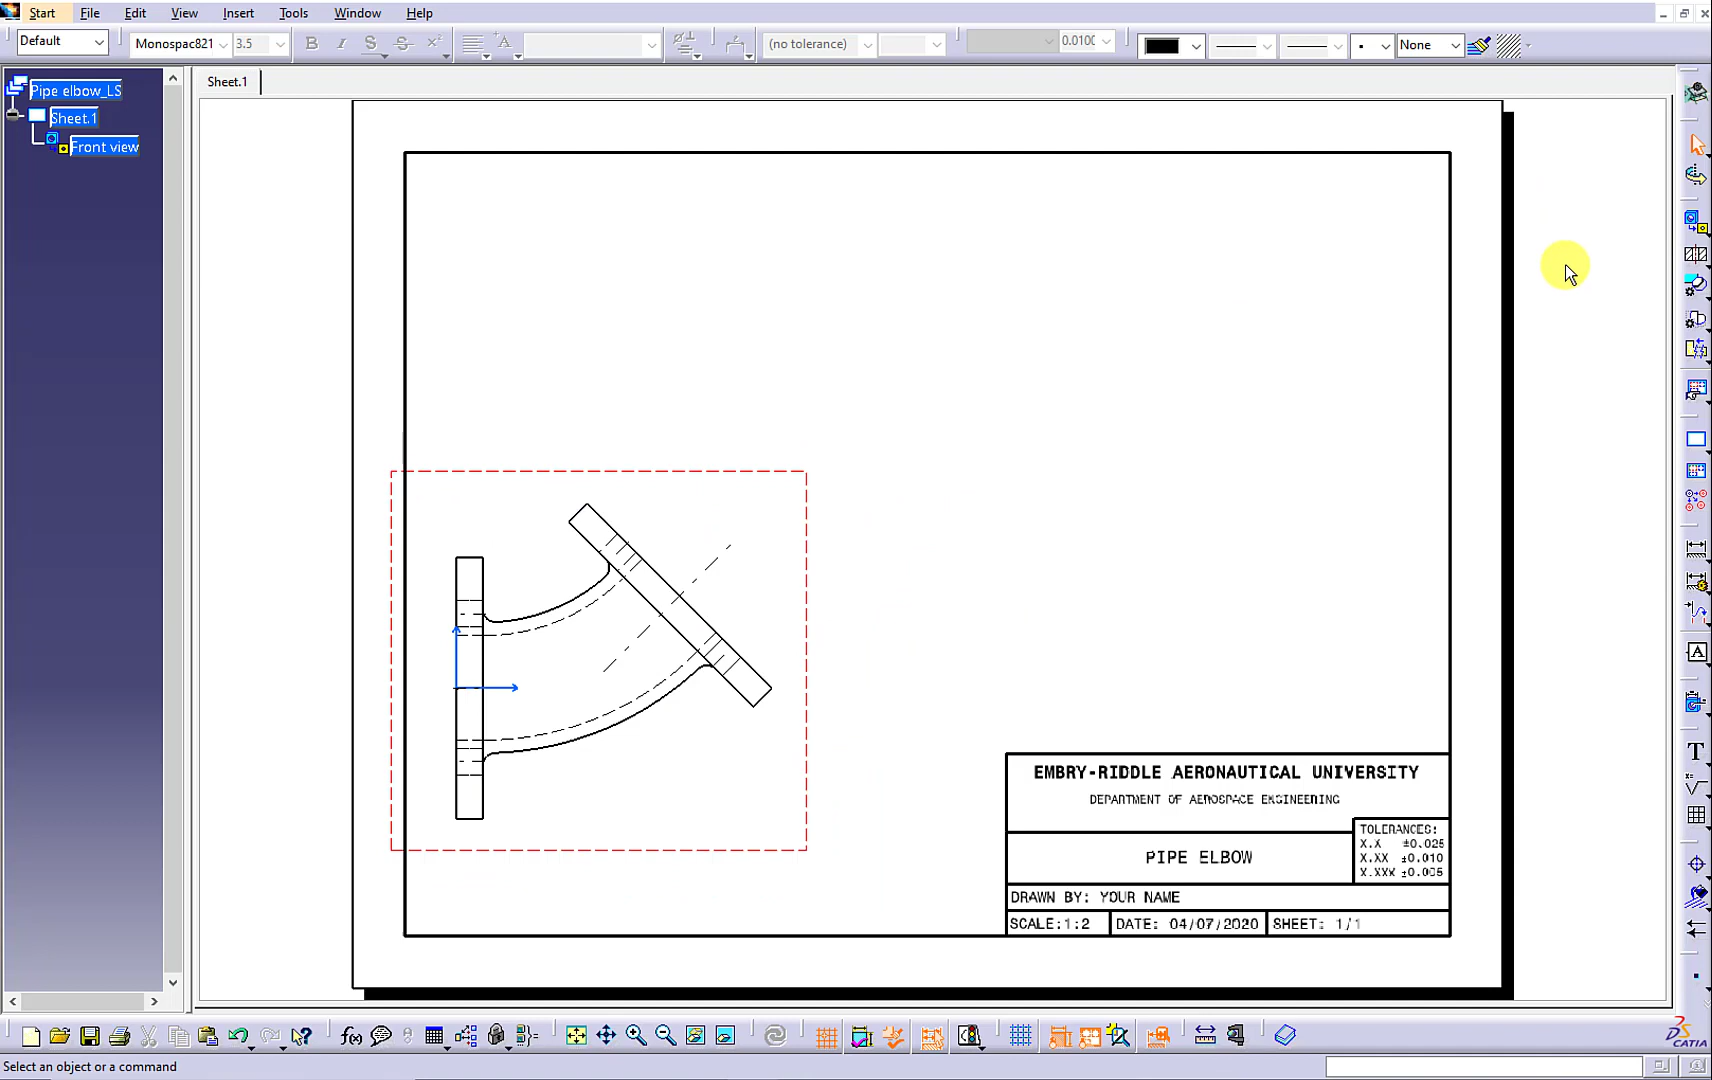 Start File Edit View Insert Tools Window Help
Default Monospac821 3.5 B I S S (no tolerance) 0.010( None
Pipe elbow_LS
Sheet.1
Front view
Sheet.1
EMBRY-RIDDLE AERONAUTICAL UNIVERSITY
DEPARTMENT OF AEROSPACE ENGINEERING
TOLERANCES:
X.X ±0.025
X.XX ±0.010
X.XXX ±0.005
PIPE ELBOW
DRAWN BY: YOUR NAME
SCALE:1:2 DATE: 04/07/2020 SHEET: 1/1
CATIA
Select an object or a command